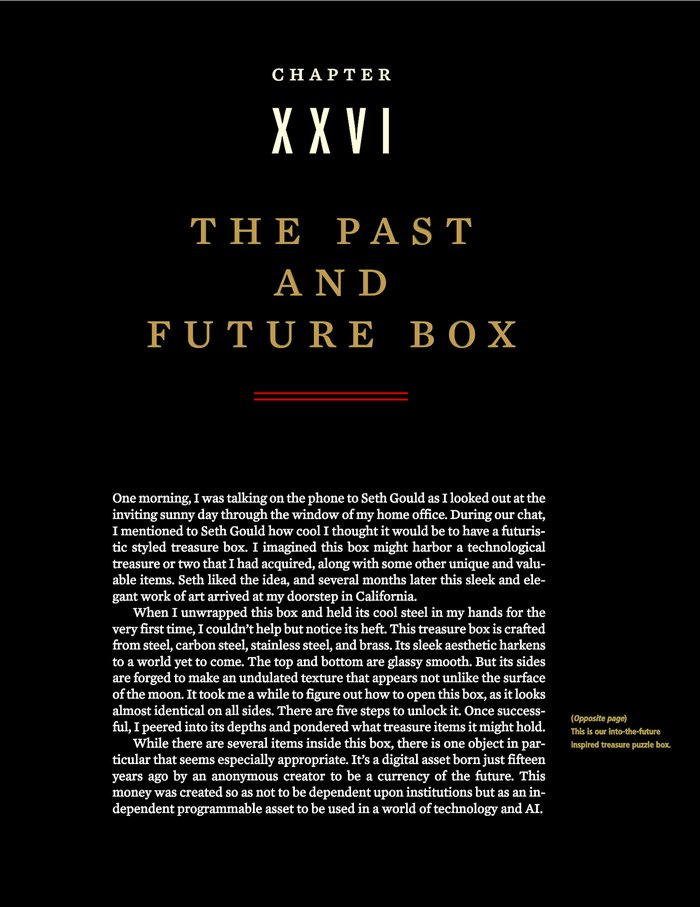 CHAPTER
XXVI
THE PAST
AND
FUTURE BOX
One morning, I was talking on the phone to Seth Gould as I looked out at the
inviting sunny day through the window of my home office. During our chat,
I mentioned to Seth Gould how cool I thought it would be to have a futuris-
tic styled treasure box. I imagined this box might harbor a technological
treasure or two that I had acquired, along with some other unique and valu-
able items. Seth liked the idea, and several months later this sleek and ele-
gant work of art arrived at my doorstep in California.
When I unwrapped this box and held its cool steel in my hands for the
very first time, I couldn't help but notice its heft. This treasure box is crafted
from steel, carbon steel, stainless steel, and brass. Its sleek aesthetic harkens
to a world yet to come. The top and bottom are glassy smooth. But its sides
are forged to make an undulated texture that appears not unlike the surface
of the moon. It took me a while to figure out how to open this box, as it looks
almost identical on all sides. There are five steps to unlock it. Once success-
ful, I peered into its depths and pondered what treasure items it might hold.
While there are several items inside this box, there is one object in par-
ticular that seems especially appropriate. It's a digital asset born just fifteen
years ago by an anonymous creator to be a currency of the future. This
money was created so as not to be dependent upon institutions but as an in-
dependent programmable asset to be used in a world of technology and AI.
(Opposite page)
This is our into-the-future
inspired treasure puzzle box.